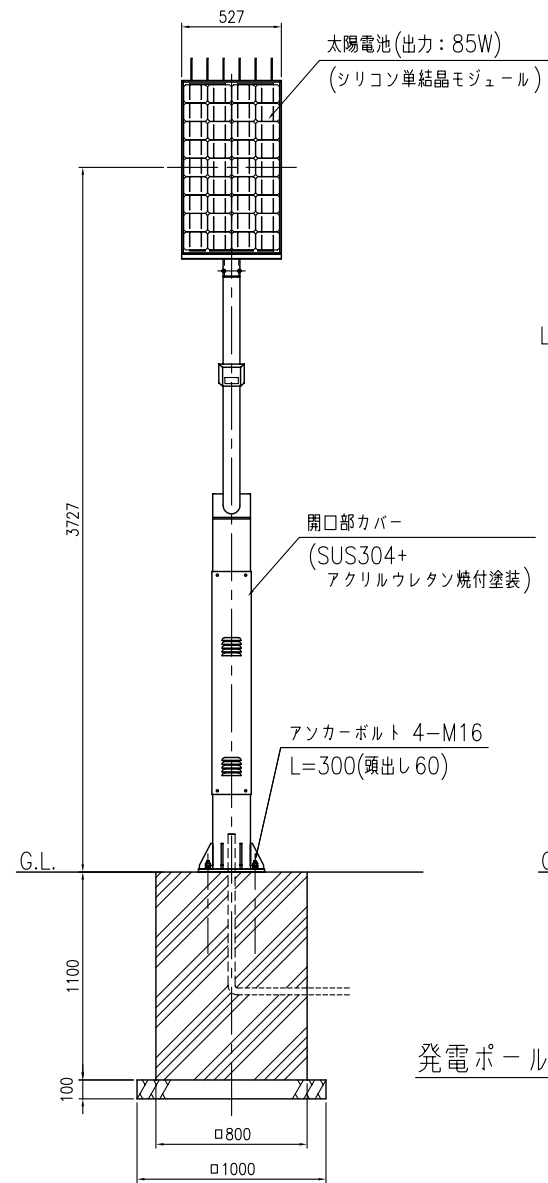 527
太陽電池(出力：85W)
(シリコン単結晶モジュール)
L
3727
開口部カバー
(SUS304+
アクリルウレタン焼付塗装)
アンカーボルト 4-M16
L=300(頭出し60)
G.L.
1100
発電ポール
100
□800
□1000